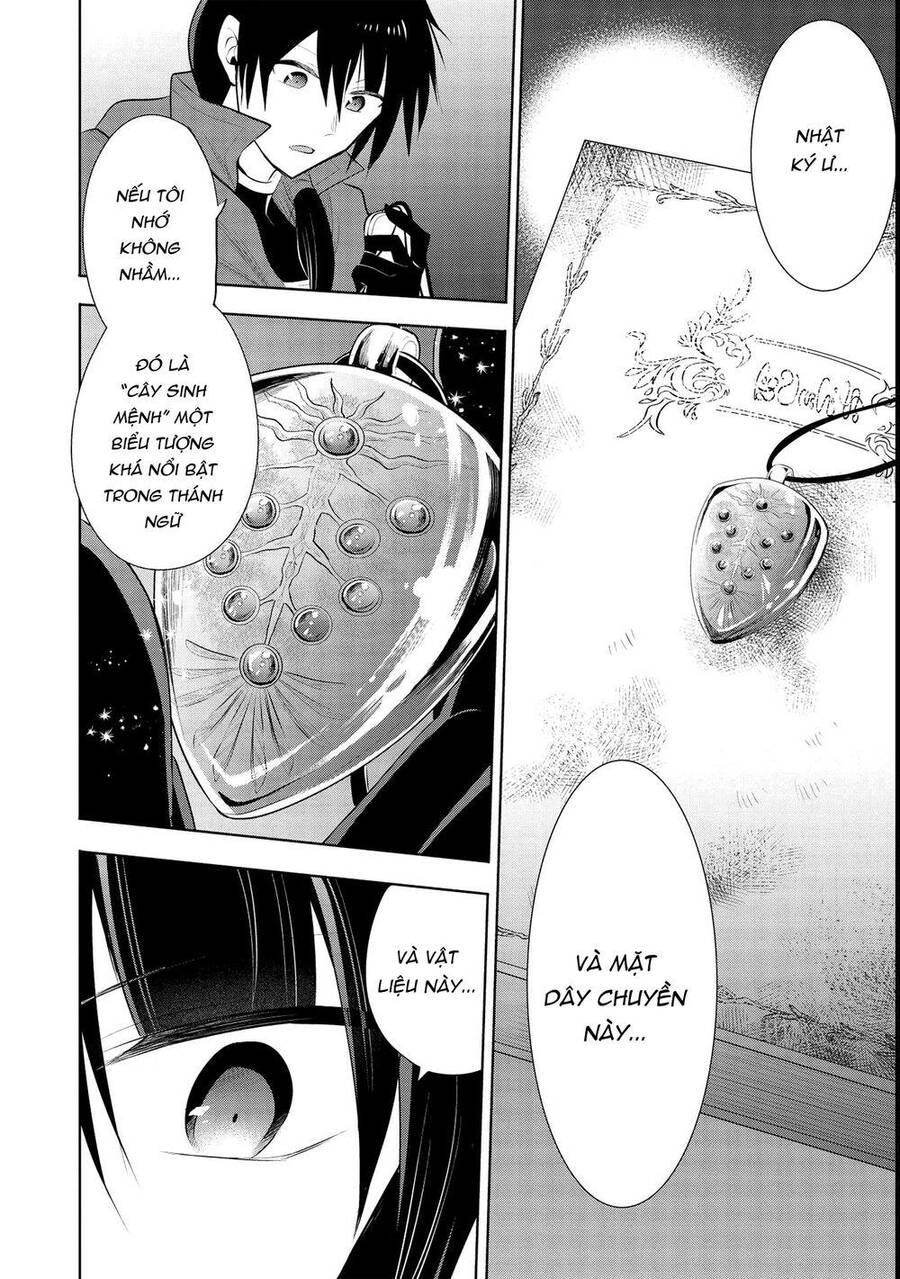 NHẬT
KÝ Ư...
VÀ MẶT
DÂY CHUYỀN
NÀY...
NẾU TÔI
NHỚ
KHÔNG
NHẦM...
ĐÓ LÀ
"CÂY SINH
MỆNH" MỘT
BIỂU TƯỢNG
KHÁ NỔI BẬT
TRONG THÁNH
NGỮ
VÀ VẬT
LIỆU NÀY...